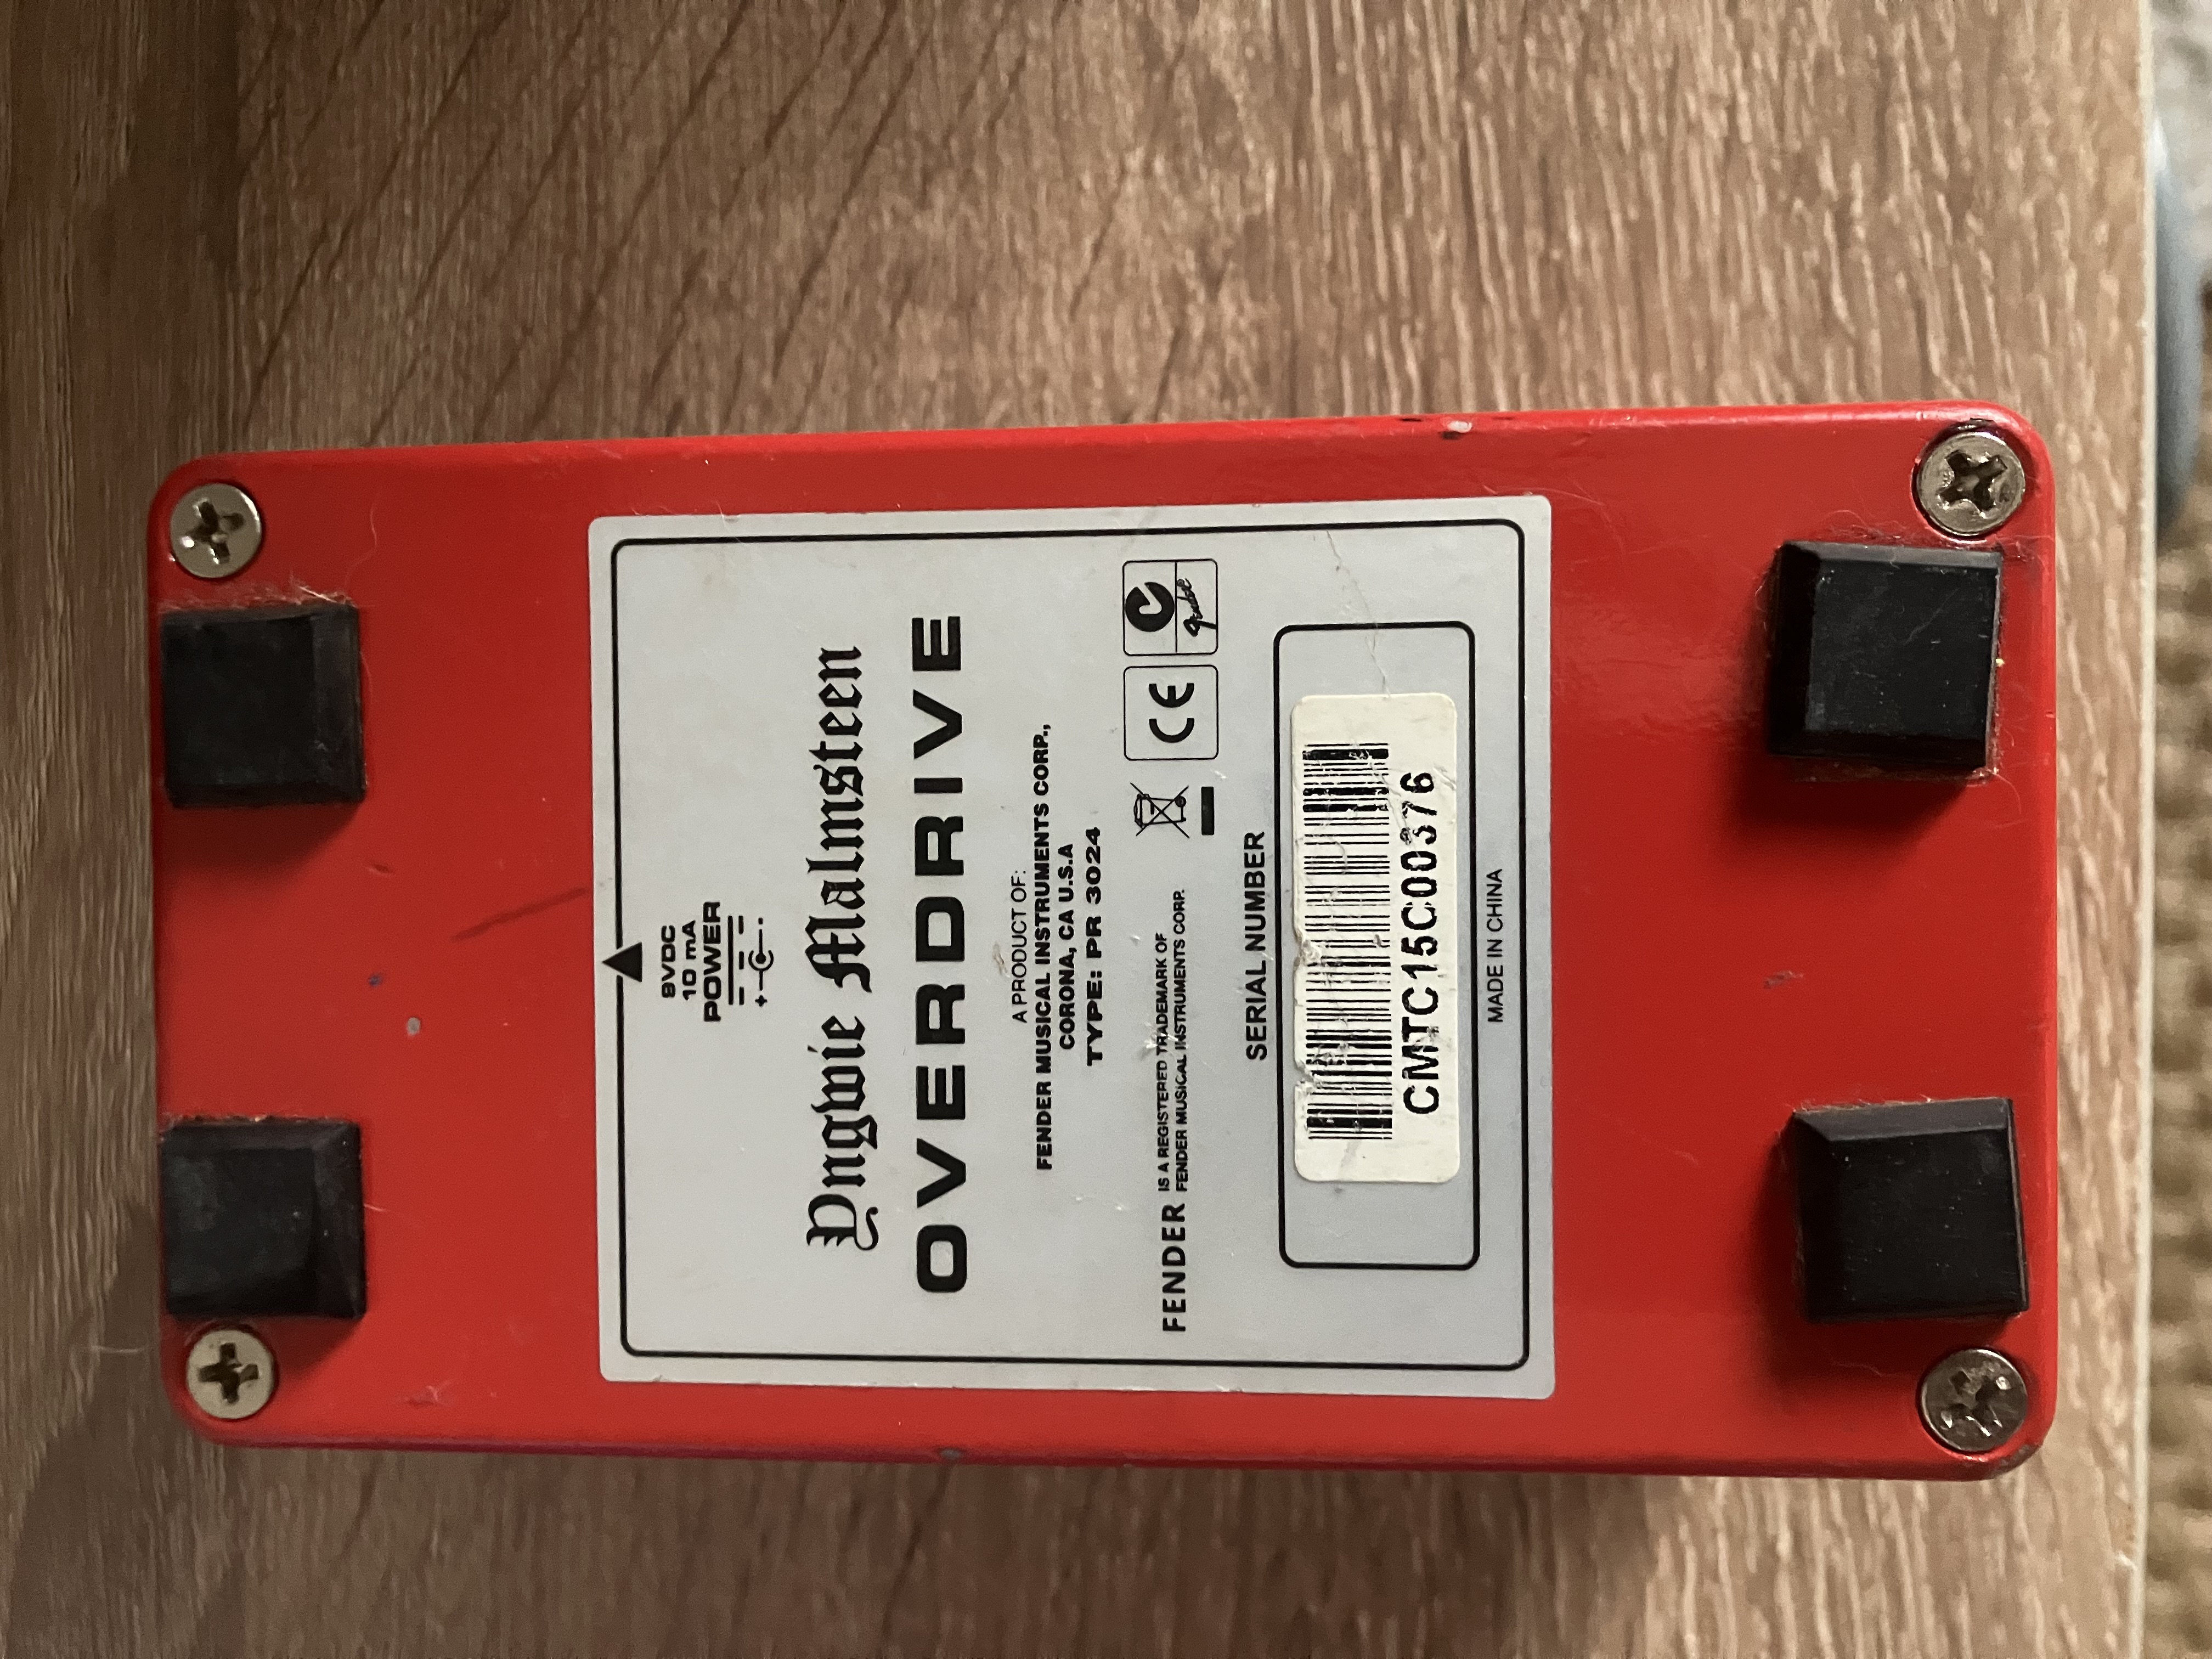 9VDC
10 mA
POWER
+ -
Yngwie Malmsteen
OVERDRIVE
A PRODUCT OF:
FENDER MUSICAL INSTRUMENTS CORP.,
CORONA, CA U.S.A
TYPE: PR 3024
FENDER IS A REGISTERED TRADEMARK OF
FENDER MUSICAL INSTRUMENTS CORP.
CE
Fender
SERIAL NUMBER
CMTC15C00376
MADE IN CHINA